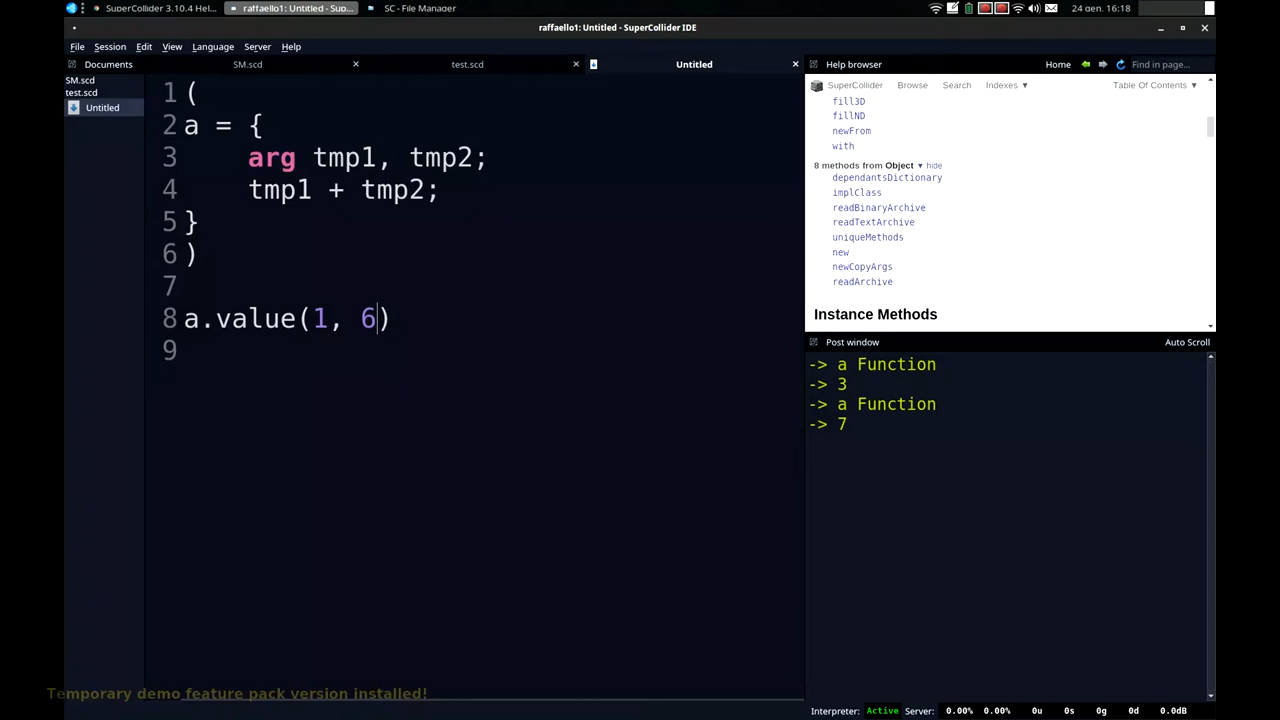 SuperCollider 3.10.4 Hel...
raffaello1: Untitled - Sup...
SC - File Manager
24 gen. 16:18
raffaello1: Untitled - SuperCollider IDE
File Session Edit View Language Server Help
Documents
SM.scd
test.scd
Untitled
Help browser
Home
Find in page...
SM.scd
test.scd
Untitled
1 (
2 a = {
3 arg tmp1, tmp2;
4 tmp1 + tmp2;
5 }
6 )
7
8 a.value(1, 6)
9
SuperCollider Browse Search Indexes ▼ Table Of Contents ▼
fill3D
fillND
newFrom
with
8 methods from Object ▾ hide
dependantsDictionary
implClass
readBinaryArchive
readTextArchive
uniqueMethods
new
newCopyArgs
readArchive
Instance Methods
Post window
Auto Scroll
-> a Function
-> 3
-> a Function
-> 7
Temporary demo feature pack version installed!
Interpreter: Active Server: 0.00% 0.00% 0u 0s 0g 0d 0.0dB